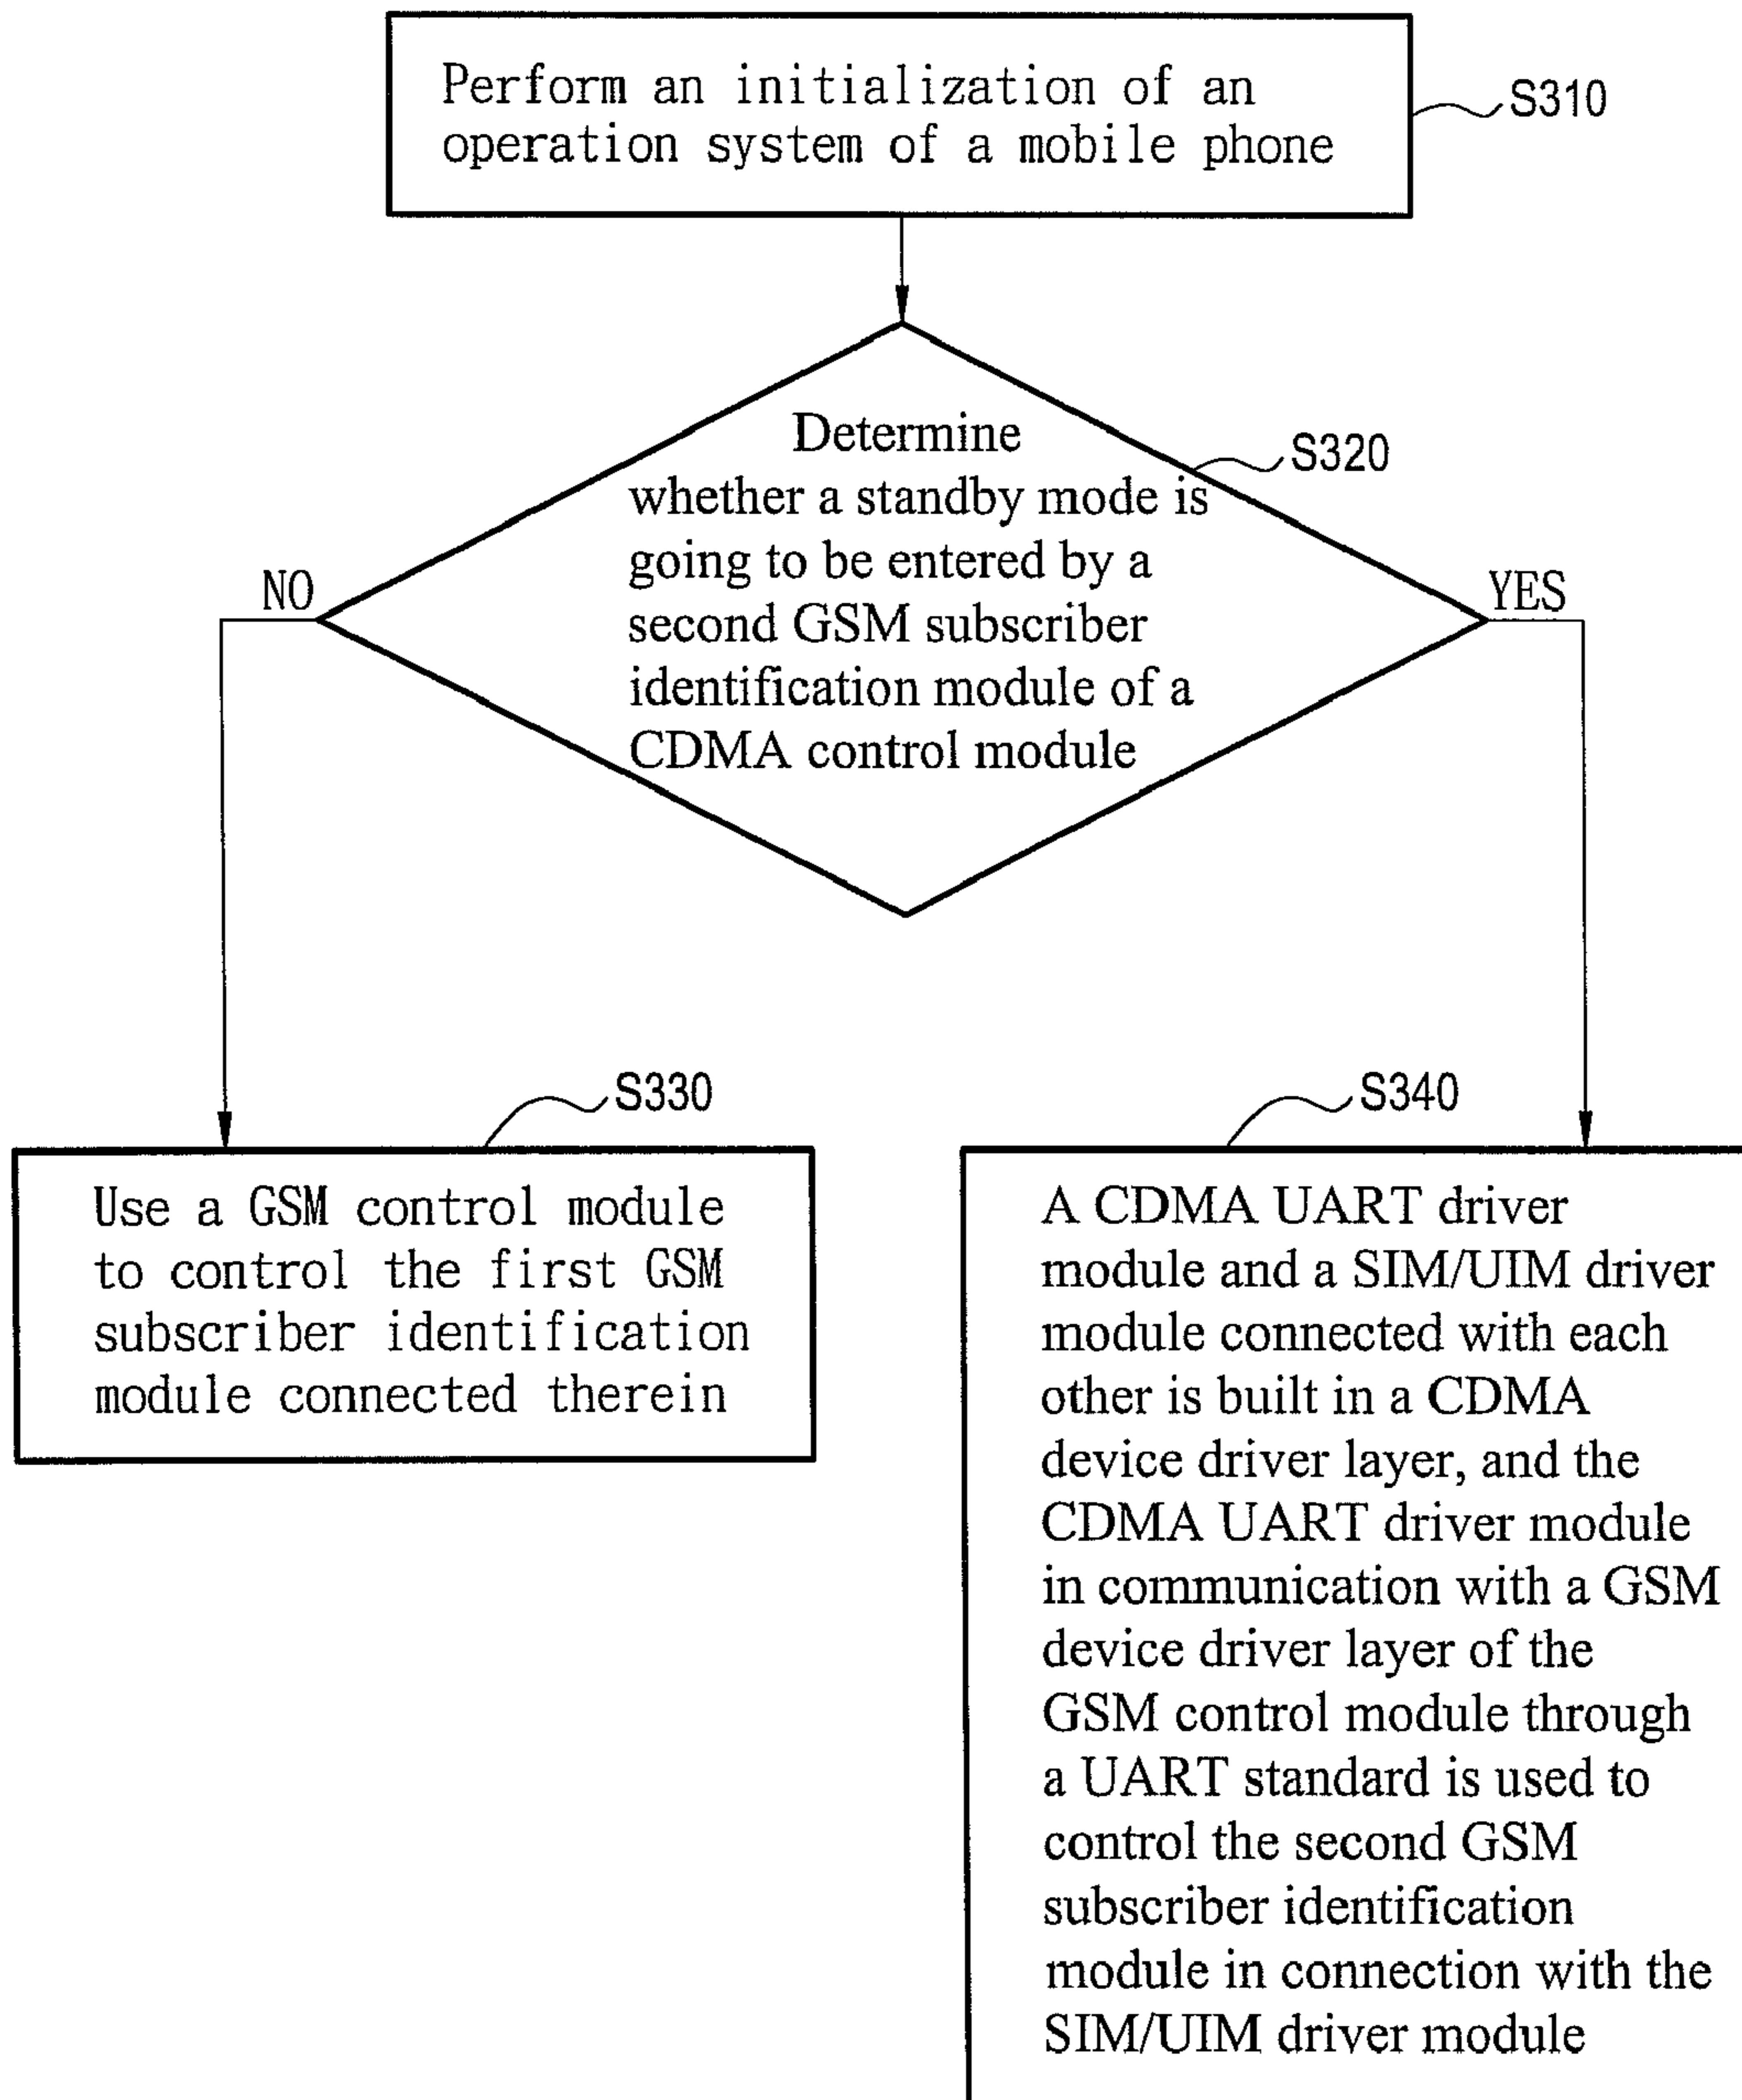 Perform an initialization of an
operation system of a mobile phone
S310
Determine
whether a standby mode is
going to be entered by a
second GSM subscriber
identification module of a
CDMA control module
S320
NO
YES
S330
Use a GSM control module
to control the first GSM
subscriber identification
module connected therein
S340
A CDMA UART driver
module and a SIM/UIM driver
module connected with each
other is built in a CDMA
device driver layer, and the
CDMA UART driver module
in communication with a GSM
device driver layer of the
GSM control module through
a UART standard is used to
control the second GSM
subscriber identification
module in connection with the
SIM/UIM driver module